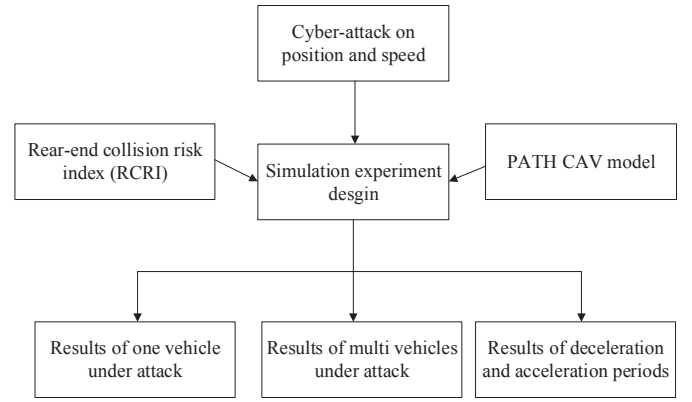 Cyber-attack on
position and speed
Rear-end collision risk
index (RCRI)
Simulation experiment
desgin
PATH CAV model
Results of one vehicle
under attack
Results of multi vehicles
under attack
Results of deceleration
and acceleration periods